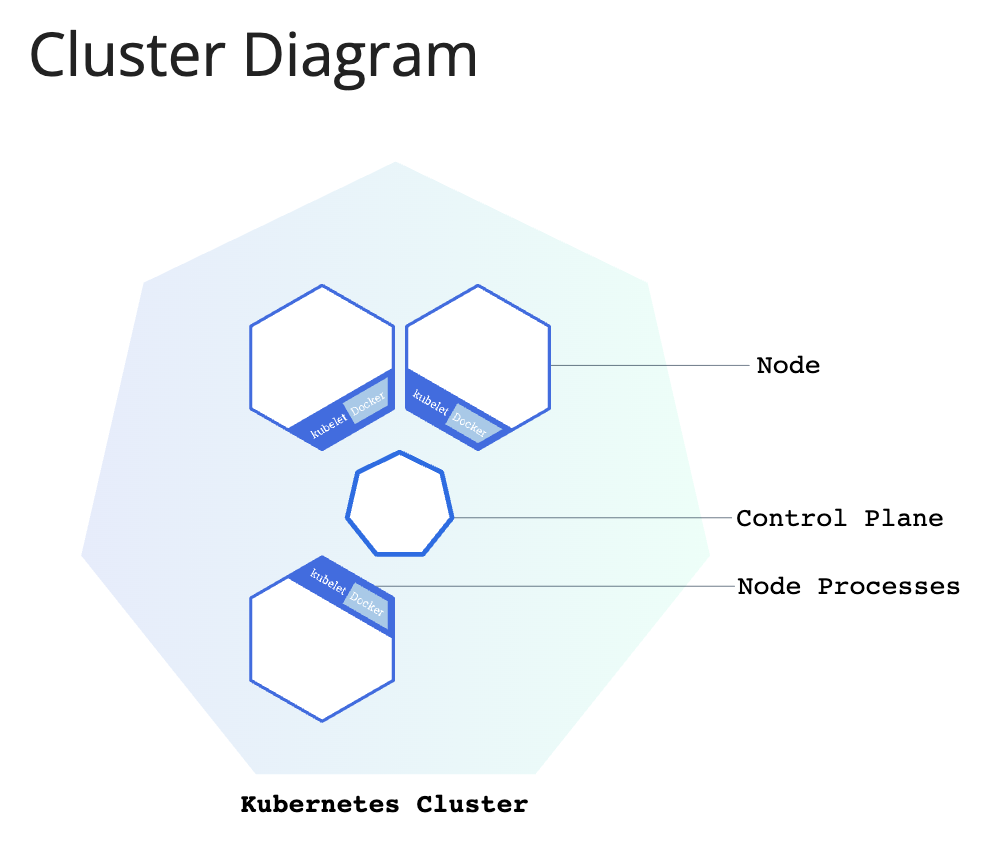 Cluster Diagram
kubelet
Docker
kubelet
Docker
Node
Control Plane
kubelet
Docker
Node Processes
Kubernetes Cluster